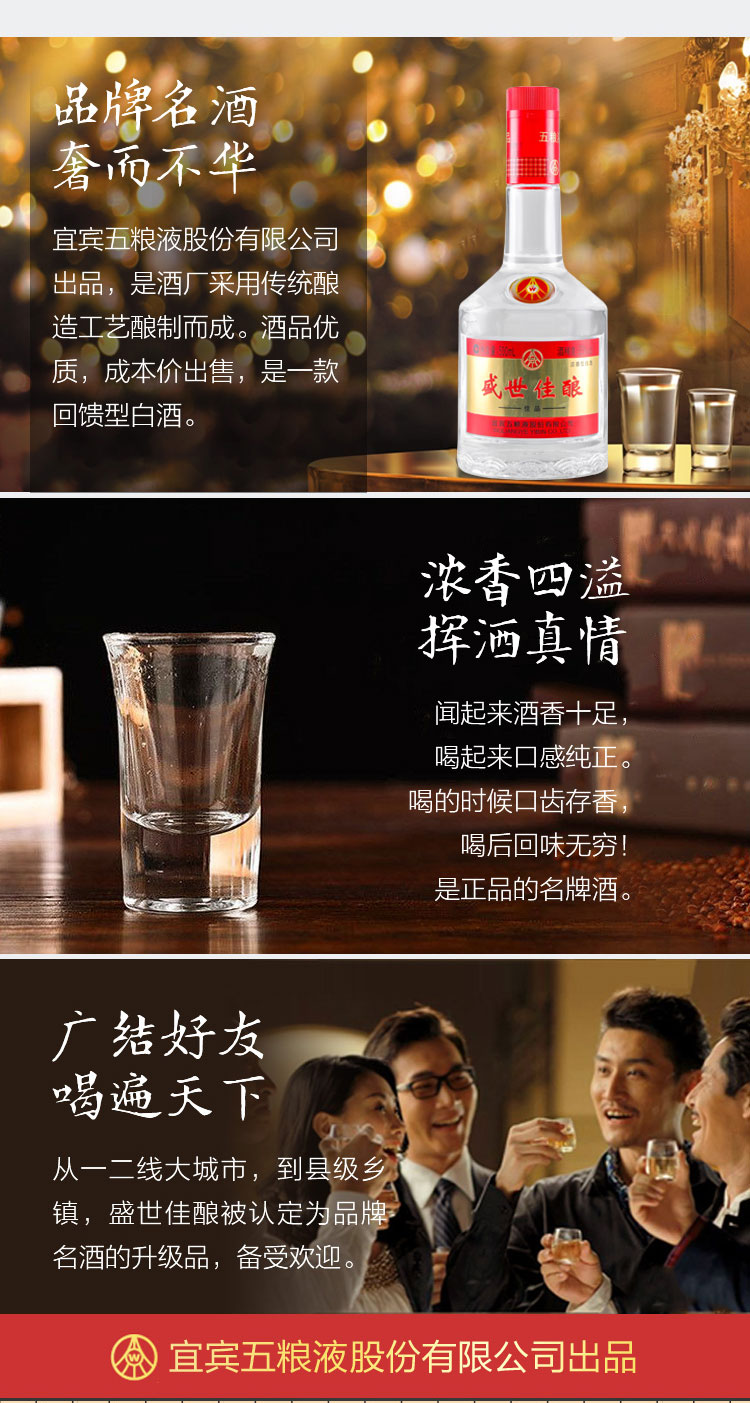 品牌名酒
奢而不华
宜宾五粮液股份有限公司
出品，是酒厂采用传统酿
造工艺酿制而成。酒品优
质，成本价出售，是一款
回馈型白酒。
盛世佳酿
浓香四溢
挥洒真情
闻起来酒香十足，
喝起来口感纯正。
喝的时候口齿存香，
喝后回味无穷！
是正品的名牌酒。
广结好友
喝遍天下
从一二线大城市，到县级乡
镇，盛世佳酿被认定为品牌
名酒的升级品，备受欢迎。
宜宾五粮液股份有限公司出品